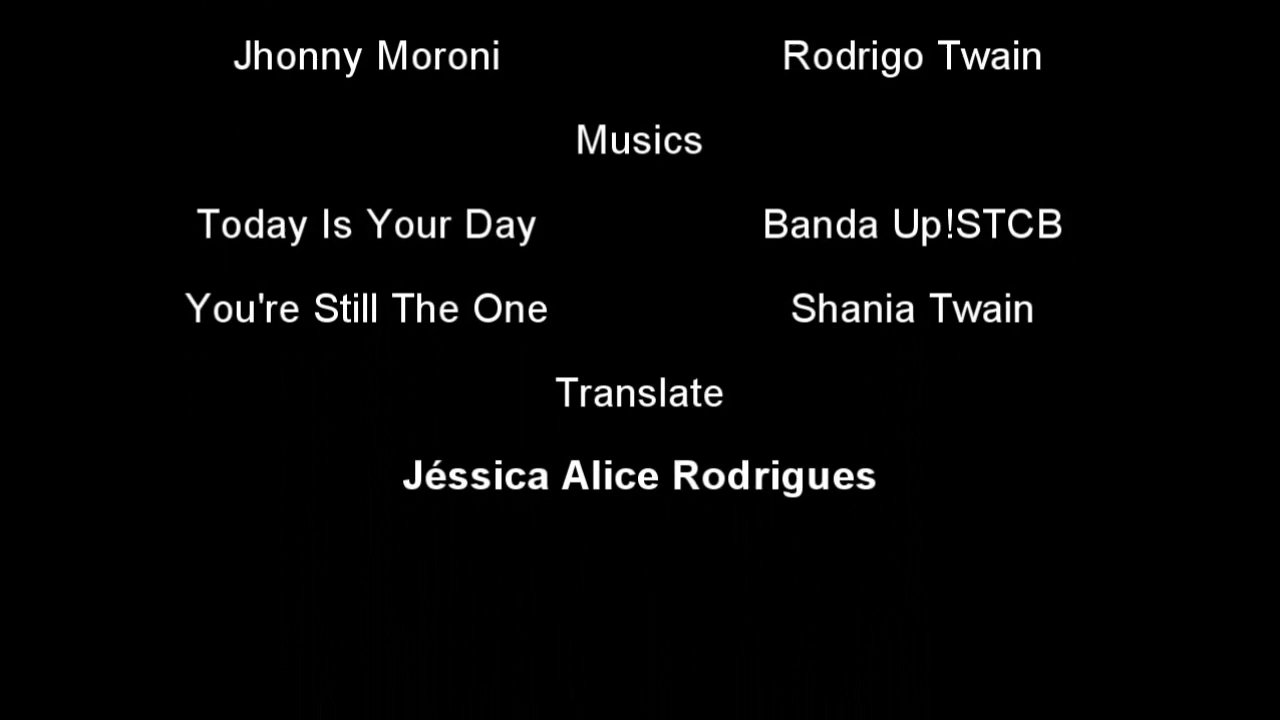 Jhonny Moroni Rodrigo Twain
Musics
Today Is Your Day Banda Up!STCB
You're Still The One Shania Twain
Translate
Jéssica Alice Rodrigues